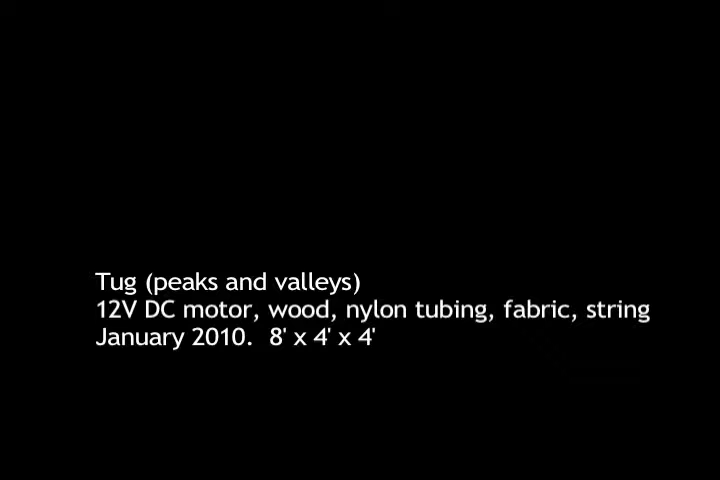 Tug (peaks and valleys)
12V DC motor, wood, nylon tubing, fabric, string
January 2010.  8' x 4' x 4'